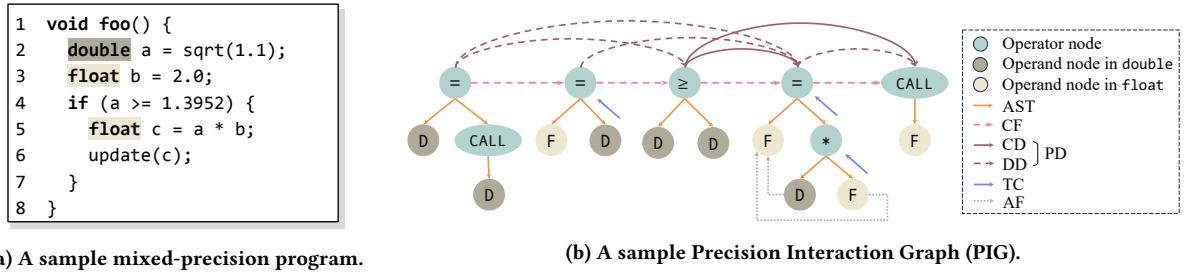 1 void foo() {
2 double a = sqrt(1.1);
3 float b = 2.0;
4 if (a >= 1.3952) {
5 float c = a * b;
6 update(c);
7 }
8 }
a) A sample mixed-precision program.
= = ≥ = CALL
D CALL F D D D F * F
D D F
Operator node
Operand node in double
Operand node in float
AST
CF
CD
DD
PD
TC
AF
(b) A sample Precision Interaction Graph (PIG).